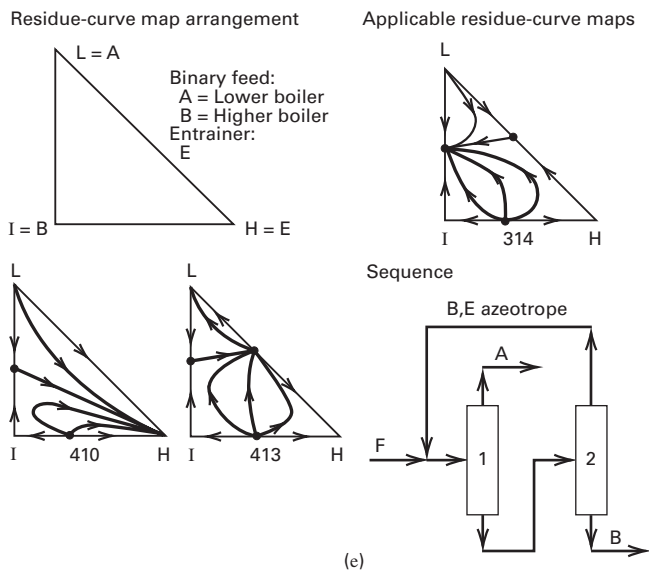 Residue-curve map arrangement
L = A
Binary feed:
A = Lower boiler
B = Higher boiler
Entrainer:
E
I = B
H = E
Applicable residue-curve maps
L
I
314
H
L
I
410
H
L
I
413
H
Sequence
B,E azeotrope
A
F
1
2
B
(e)